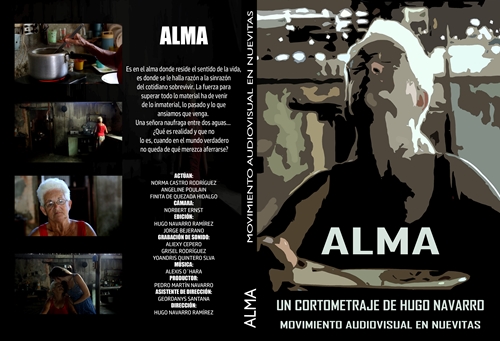 ALMA
Es en el alma donde reside el sentido de la vida,
es donde se le halla razón a la sinrazón
del cotidiano sobrevivir. La fuerza para
superar todo lo material ha de venir
de lo inmaterial, lo pasado y lo que
ansiamos que venga.
Una señora naufraga entre dos aguas...
¿Qué es realidad y que no
lo es, cuando en el mundo verdadero
no queda de qué merezca aferrarse?
ACTÚAN:
NORMA CASTRO RODRÍGUEZ
ANGELINE POULAIN
FINITA DE QUEZADA HIDALGO
CÁMARA:
NORBERT ERNST
EDICIÓN:
HUGO NAVARRO RAMÍREZ
JORGE BEJERANO
GRABACIÓN DE SONIDO:
ALIEXY CEPERO
GRISEL RODRÍGUEZ
YOANDRIS QUINTERO SLVA
MÚSICA:
ALEXIS O´HARA
PRODUCTOR:
PEDRO MARTÍN NAVARRO
ASISTENTE DE DIRECCIÓN:
GEORDANYS SANTANA
DIRECCIÓN:
HUGO NAVARRO RAMÍREZ
MOVIMIENTO AUDIOVISUAL EN NUEVITAS
ALMA
ALMA
UN CORTOMETRAJE DE HUGO NAVARRO
MOVIMIENTO AUDIOVISUAL EN NUEVITAS